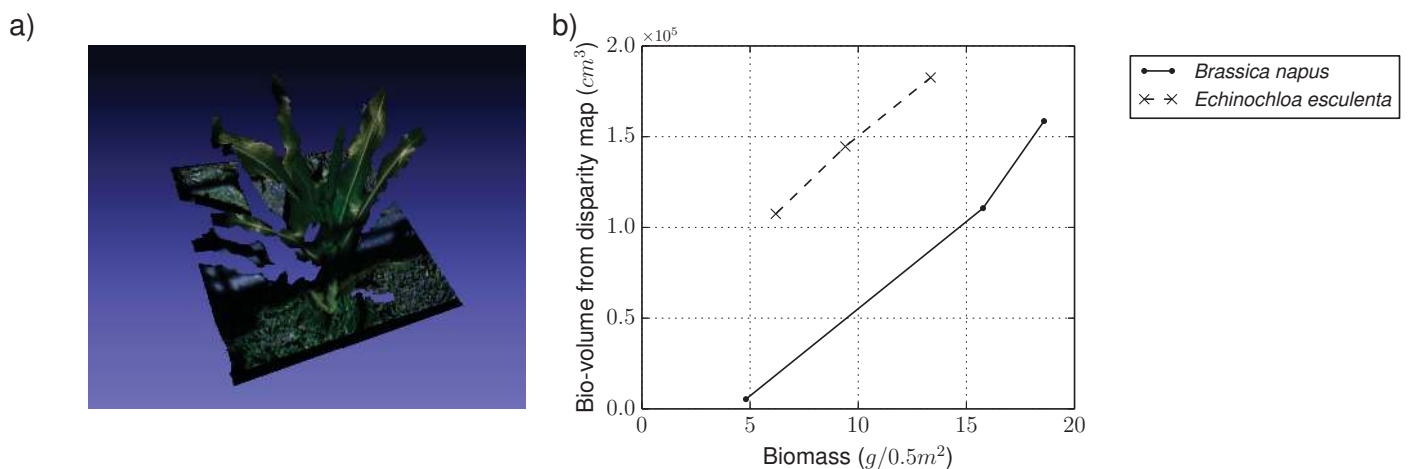 a)
b)
×10⁵
2.0
1.5
1.0
0.5
0.0
Bio-volume from disparity map (cm³)
0 5 10 15 20
Biomass (g/0.5m²)
Brassica napus
Echinochloa esculenta